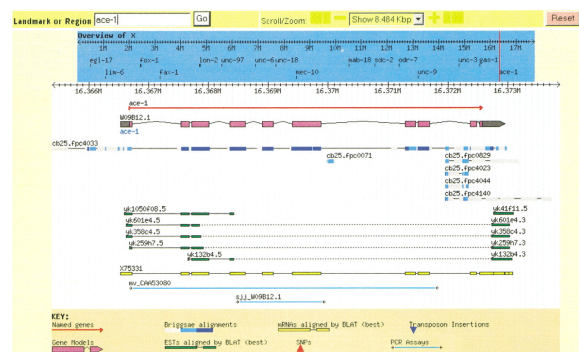 Landmark or Region ace-1 Go Scroll/Zoom: Show 8.484 Kbp Reset
Overview of X
1M 2M 3M 4M 5M 6M 7M 8M 9M 10M 11M 12M 13M 14M 15M 16M 17M
egl-17 fox-1 lon-2 unc-97 unc-6 unc-18 mab-18 sdc-2 odr-7 unc-3 gas-1
lim-6 fax-1 mec-10 unc-9 ace-1
16.366M 16.367M 16.368M 16.369M 16.37M 16.371M 16.372M 16.373M
ace-1
W09B12.1
ace-1
cb25.fpc4033
cb25.fpc0071 cb25.fpc0829
cb25.fpc4023
cb25.fpc4044
cb25.fpc4140
yk1050f08.5 yk41f11.5
yk601e4.5 yk601e4.3
yk358c4.5 yk358c4.3
yk259h7.5 yk259h7.3
yk132b4.5 yk132b4.3
X75331
mv_CAA53080
sjj_W09B12.1
KEY:
Named genes Briggsae alignments mRNAs aligned by BLAT (best) Transposon Insertions
Gene Models ESTs aligned by BLAT (best) SNPs PCR Assays